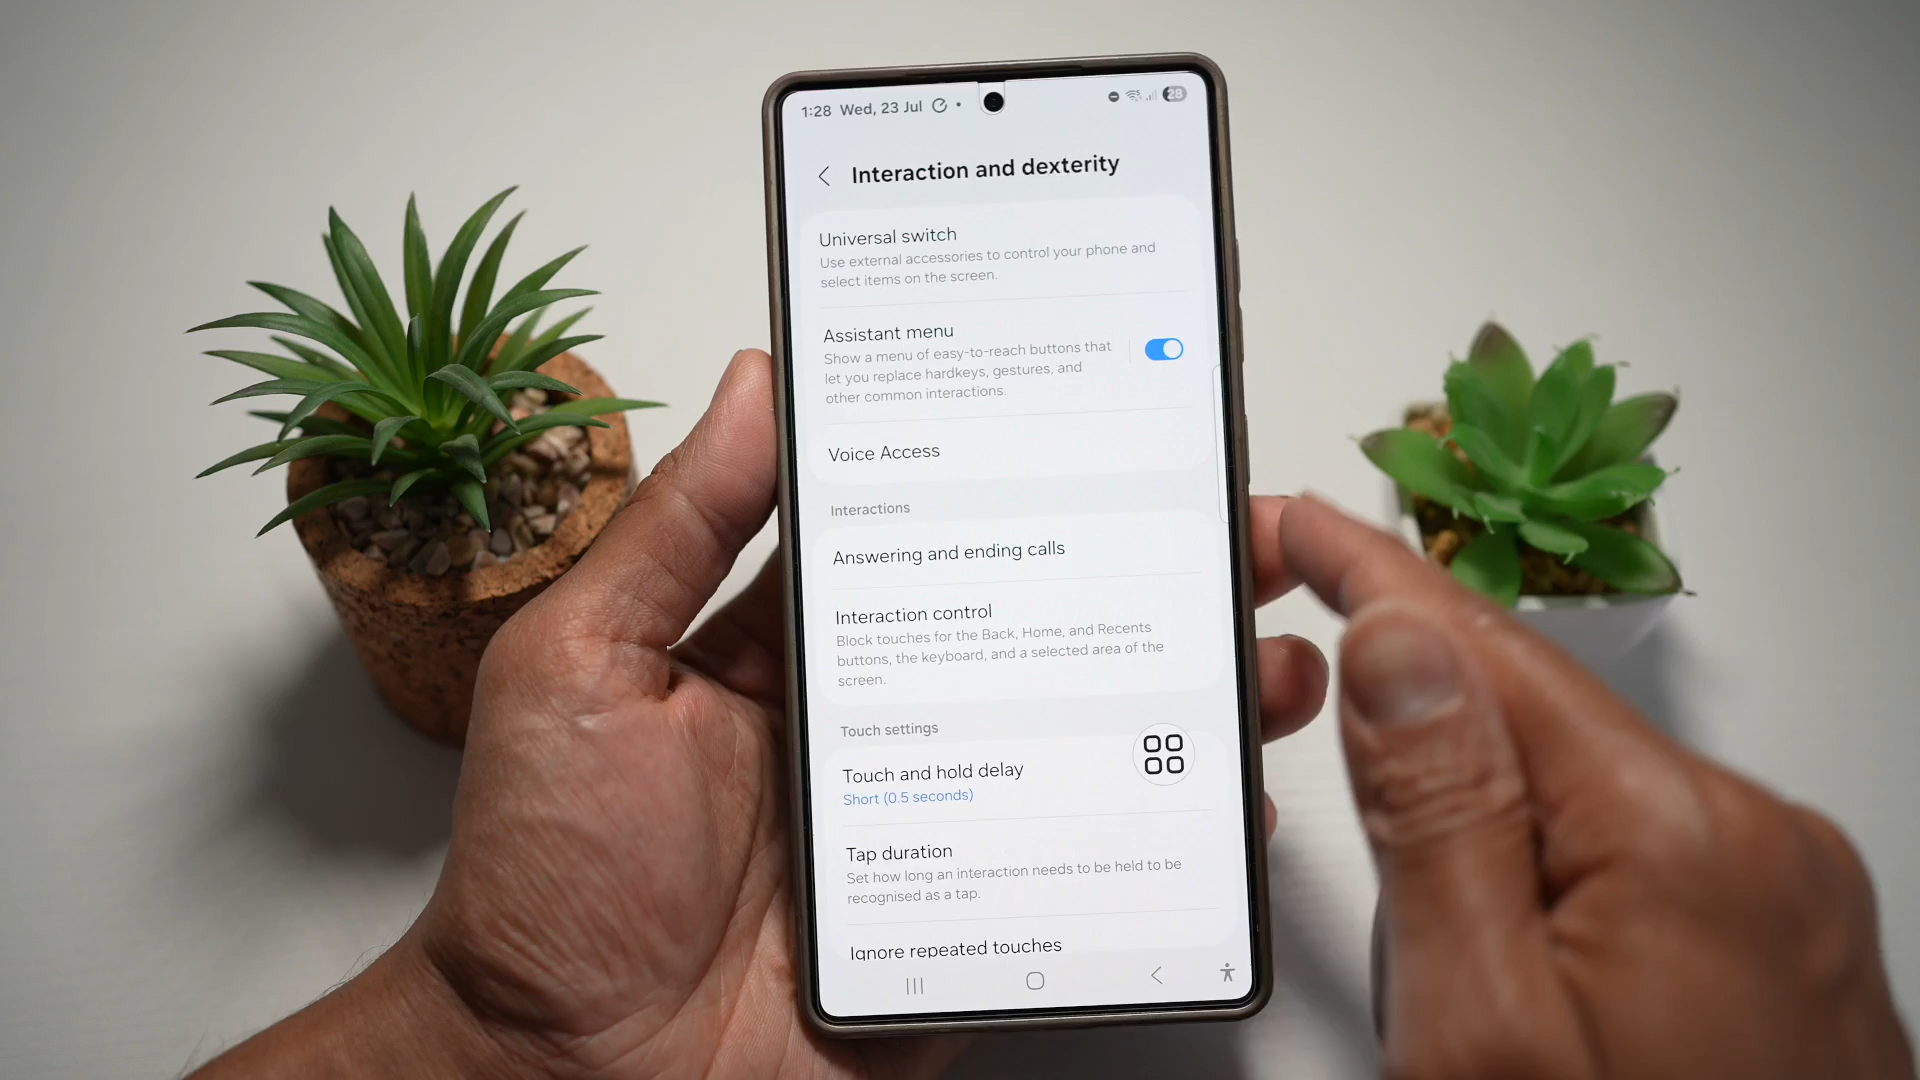 1:28 Wed, 23 Jul
28
Interaction and dexterity
Universal switch
Use external accessories to control your phone and
select items on the screen.
Assistant menu
Show a menu of easy-to-reach buttons that
let you replace hardkeys, gestures, and
other common interactions.
Voice Access
Interactions
Answering and ending calls
Interaction control
Block touches for the Back, Home, and Recents
buttons, the keyboard, and a selected area of the
screen.
Touch settings
Touch and hold delay
Short (0.5 seconds)
Tap duration
Set how long an interaction needs to be held to be
recognised as a tap.
Ignore repeated touches